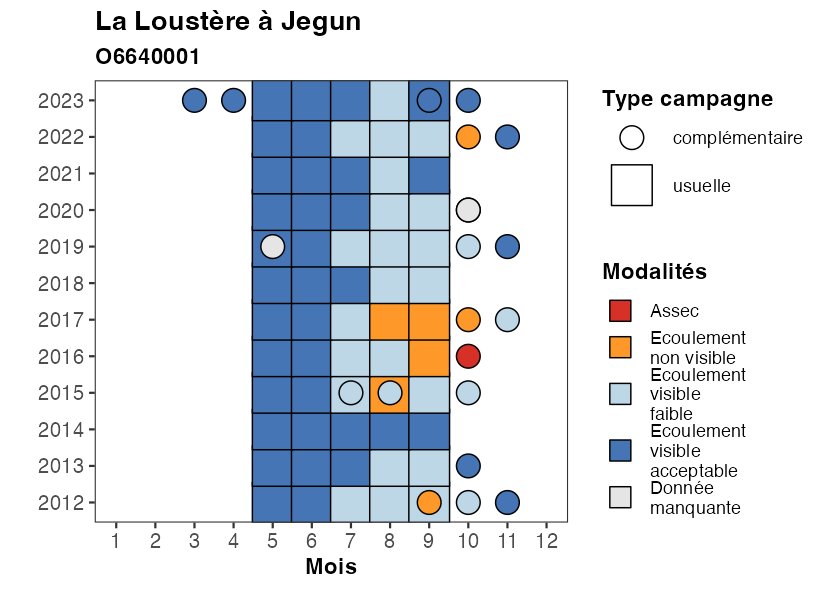 La Loustère à Jegun
O6640001
2023
2022
2021
2020
2019
2018
2017
2016
2015
2014
2013
2012
1 2 3 4 5 6 7 8 9 10 11 12
Mois
Type campagne
complémentaire
usuelle
Modalités
Assec
Ecoulement
non visible
Ecoulement
visible
faible
Ecoulement
visible
acceptable
Donnée
manquante